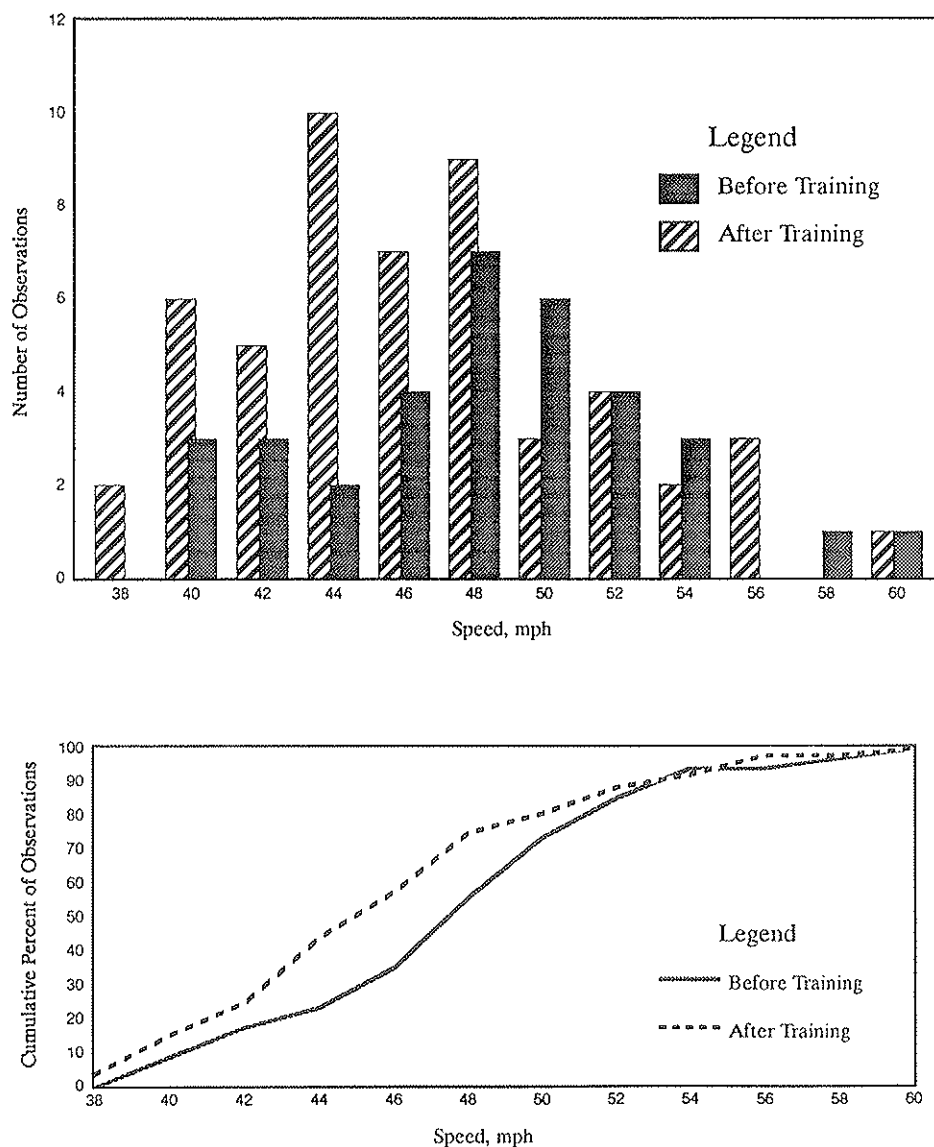 12
10
8
6
4
2
0
Number of Observations
Legend
Before Training
After Training
38 40 42 44 46 48 50 52 54 56 58 60
Speed, mph
100
90
80
70
60
50
40
30
20
10
0
Cumulative Percent of Observations
Legend
Before Training
After Training
38 40 42 44 46 48 50 52 54 56 58 60
Speed, mph